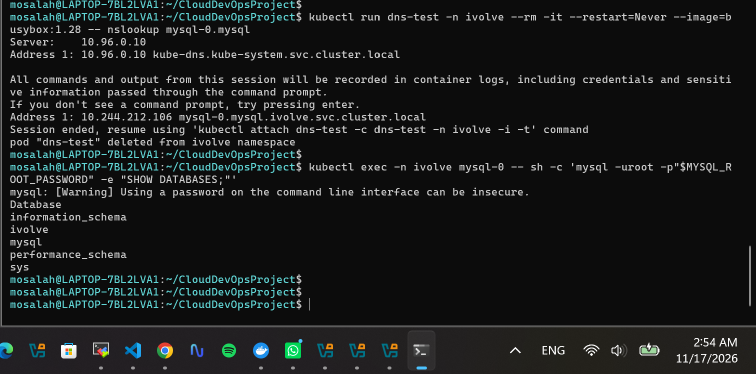 mosalah@LAPTOP-7BL2LVA1:~/CloudDevOpsProject$
mosalah@LAPTOP-7BL2LVA1:~/CloudDevOpsProject$ kubectl run dns-test -n ivolve --rm -it --restart=Never --image=b
usybox:1.28 -- nslookup mysql-0.mysql
Server:    10.96.0.10
Address 1: 10.96.0.10 kube-dns.kube-system.svc.cluster.local
All commands and output from this session will be recorded in container logs, including credentials and sensiti
ve information passed through the command prompt.
If you don't see a command prompt, try pressing enter.
Address 1: 10.244.212.106 mysql-0.mysql.ivolve.svc.cluster.local
Session ended, resume using 'kubectl attach dns-test -c dns-test -n ivolve -i -t' command
pod "dns-test" deleted from ivolve namespace
mosalah@LAPTOP-7BL2LVA1:~/CloudDevOpsProject$
mosalah@LAPTOP-7BL2LVA1:~/CloudDevOpsProject$ kubectl exec -n ivolve mysql-0 -- sh -c 'mysql -uroot -p"$MYSQL_R
OOT_PASSWORD" -e "SHOW DATABASES;"'
mysql: [Warning] Using a password on the command line interface can be insecure.
Database
information_schema
ivolve
mysql
performance_schema
sys
mosalah@LAPTOP-7BL2LVA1:~/CloudDevOpsProject$
mosalah@LAPTOP-7BL2LVA1:~/CloudDevOpsProject$
mosalah@LAPTOP-7BL2LVA1:~/CloudDevOpsProject$
ENG
2:54 AM
11/17/2026